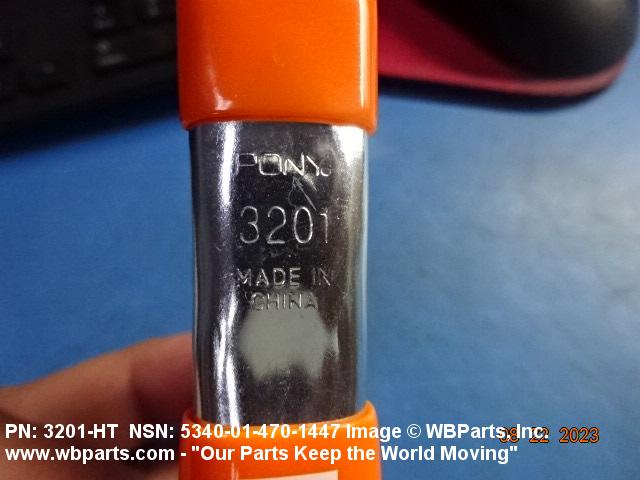 PONY
3201
MADE IN
CHINA
PN: 3201-HT  NSN: 5340-01-470-1447 Image © WBParts, Inc.
08 22 2023
www.wbparts.com - "Our Parts Keep the World Moving"